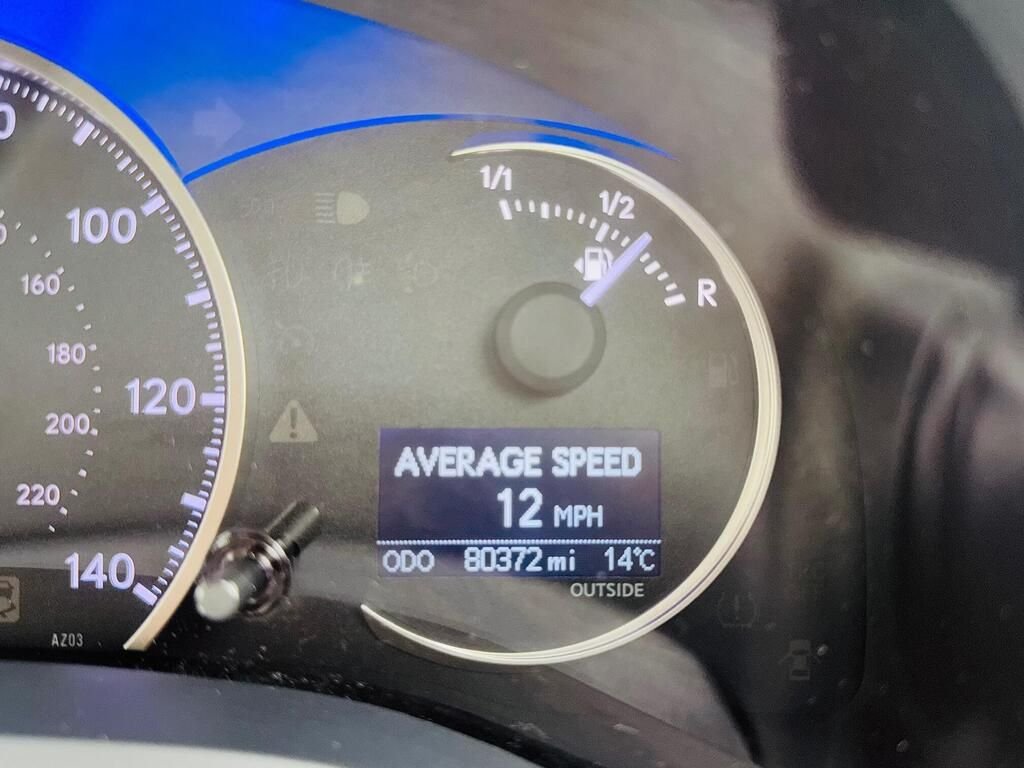 1/1
1/2
R
100
160
180
120
200
220
140
AVERAGE SPEED
12 MPH
ODO 80372 mi 14°C
OUTSIDE
AZ03